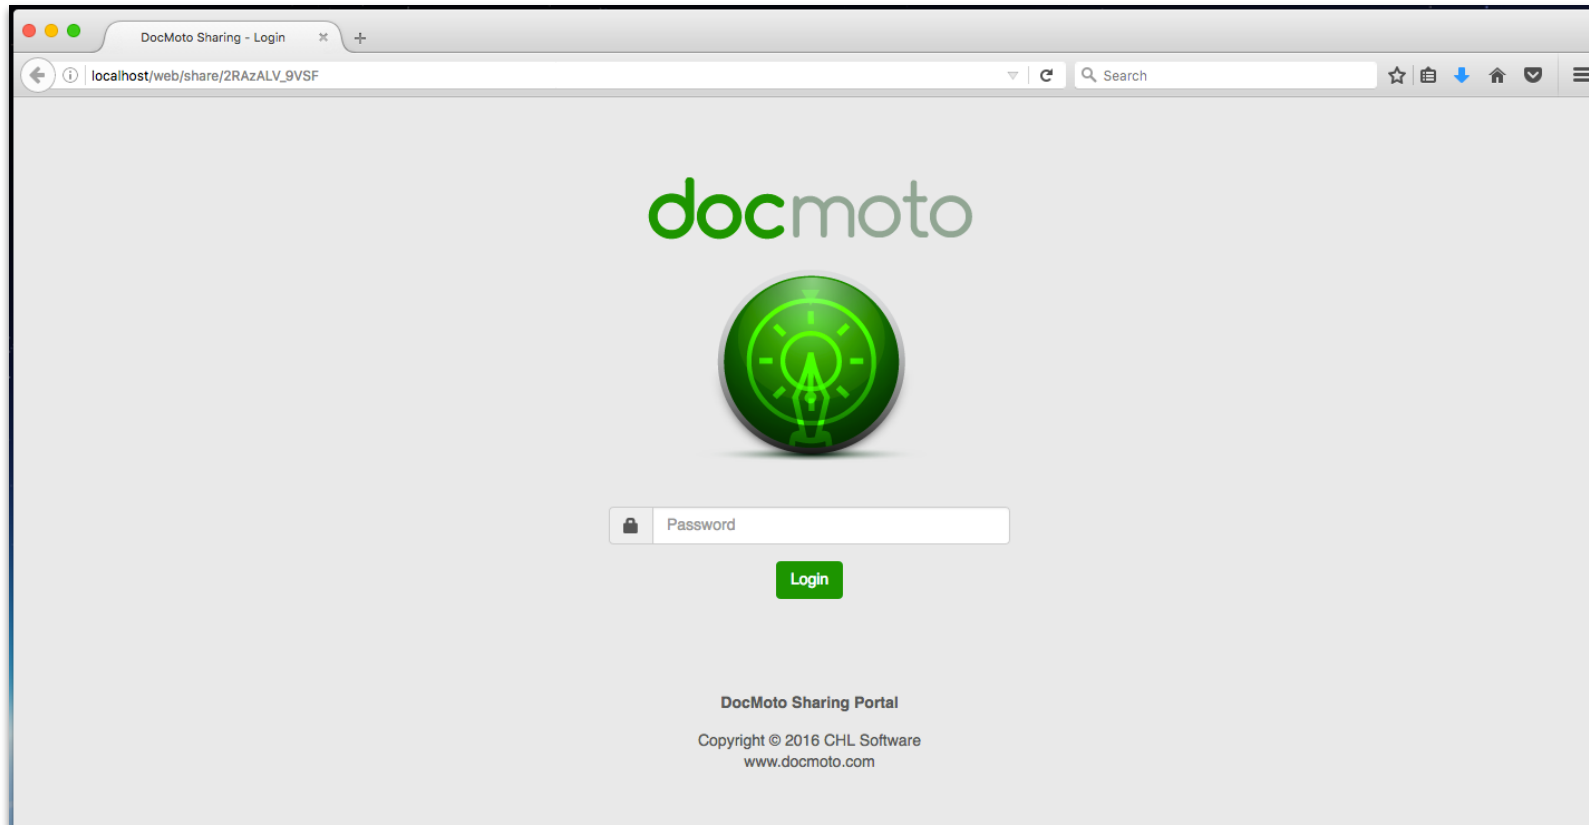 DocMoto Sharing - Login
localhost/web/share/2RAzALV_9VSF
Search
docmoto
Password
Login
DocMoto Sharing Portal
Copyright © 2016 CHL Software
www.docmoto.com